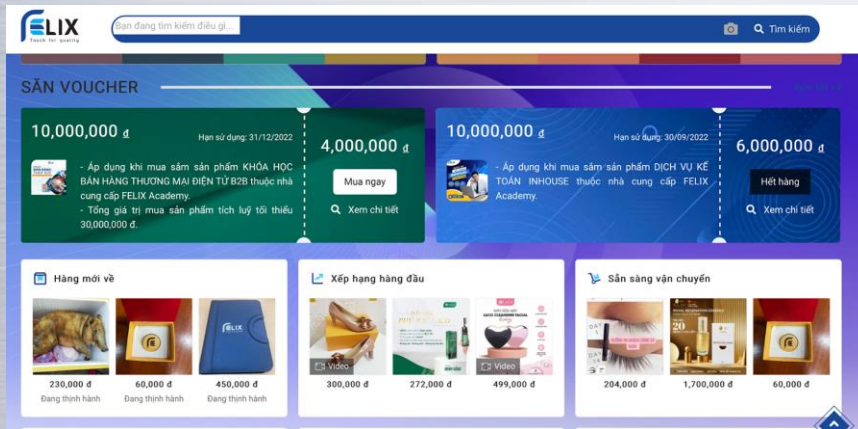 FELIX
Touch for quality
Bạn đang tìm kiếm điều gì...
Tìm kiếm
SĂN VOUCHER
10,000,000 đ
Hạn sử dụng: 31/12/2022
- Áp dụng khi mua sắm sản phẩm KHÓA HỌC
BÁN HÀNG THƯƠNG MẠI ĐIỆN TỬ B2B thuộc nhà
cung cấp FELIX Academy.
- Tổng giá trị mua sản phẩm tích luỹ tối thiểu
30,000,000 đ.
4,000,000 đ
Mua ngay
Xem chi tiết
10,000,000 đ
Hạn sử dụng: 30/09/2022
- Áp dụng khi mua sắm sản phẩm DỊCH VỤ KẾ
TOÁN INHOUSE thuộc nhà cung cấp FELIX
Academy.
6,000,000 đ
Hết hàng
Xem chi tiết
Hàng mới về
FELIX
230,000 đ
60,000 đ
450,000 đ
Đang thịnh hành
Đang thịnh hành
Đang thịnh hành
Xếp hạng hàng đầu
Video
Video
300,000 đ
272,000 đ
499,000 đ
Sẵn sàng vận chuyển
DAY
20
204,000 đ
1,700,000 đ
60,000 đ